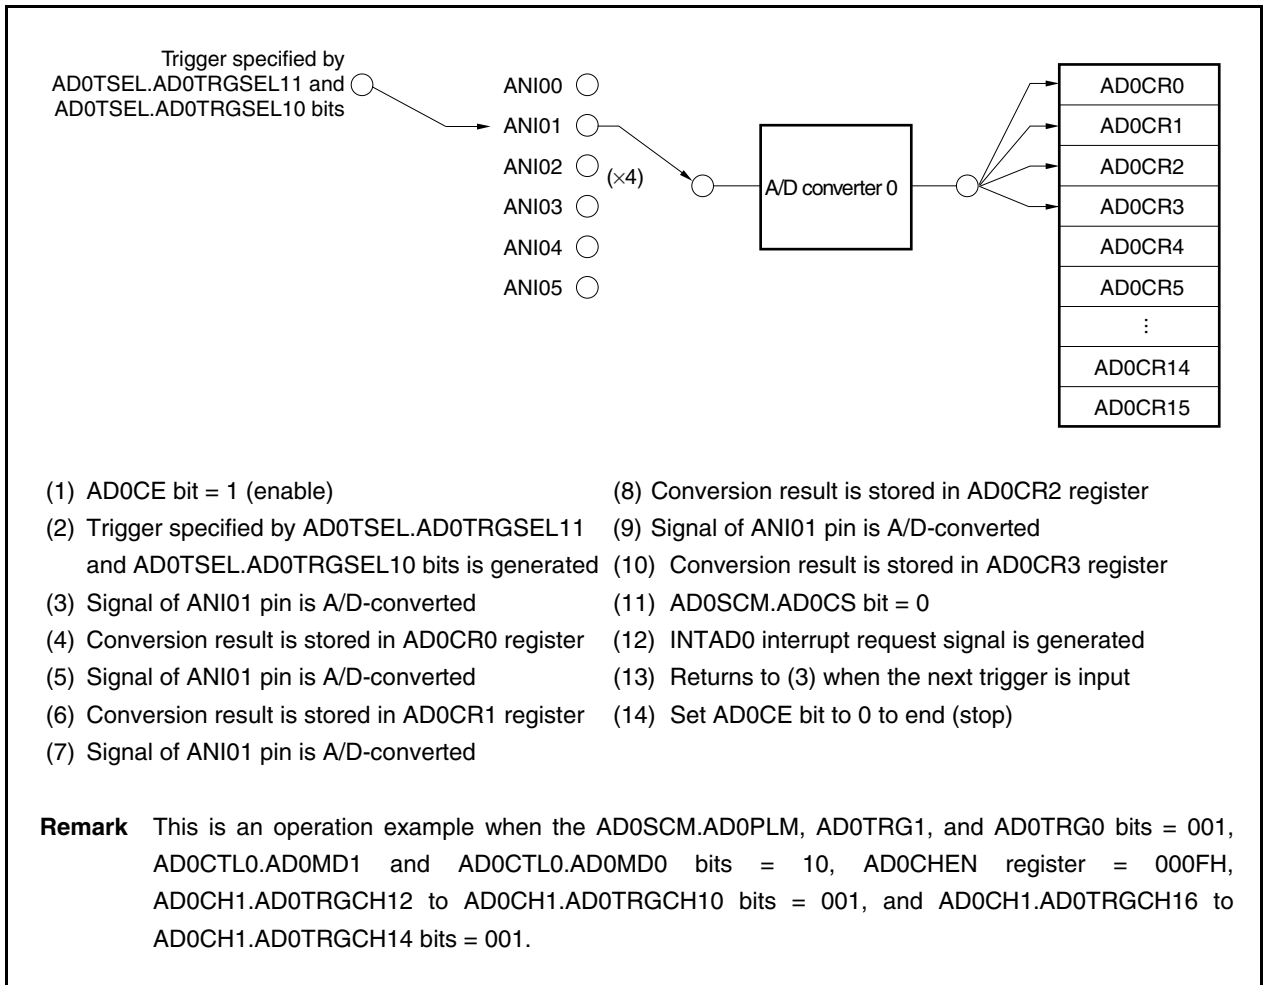 Trigger specified by
AD0TSEL.AD0TRGSEL11 and
AD0TSEL.AD0TRGSEL10 bits
ANI00
ANI01
ANI02
(×4)
ANI03
ANI04
ANI05
A/D converter 0
AD0CR0
AD0CR1
AD0CR2
AD0CR3
AD0CR4
AD0CR5
⋮
AD0CR14
AD0CR15
(1) AD0CE bit = 1 (enable)
(2) Trigger specified by AD0TSEL.AD0TRGSEL11
and AD0TSEL.AD0TRGSEL10 bits is generated
(3) Signal of ANI01 pin is A/D-converted
(4) Conversion result is stored in AD0CR0 register
(5) Signal of ANI01 pin is A/D-converted
(6) Conversion result is stored in AD0CR1 register
(7) Signal of ANI01 pin is A/D-converted
(8) Conversion result is stored in AD0CR2 register
(9) Signal of ANI01 pin is A/D-converted
(10) Conversion result is stored in AD0CR3 register
(11) AD0SCM.AD0CS bit = 0
(12) INTAD0 interrupt request signal is generated
(13) Returns to (3) when the next trigger is input
(14) Set AD0CE bit to 0 to end (stop)
Remark This is an operation example when the AD0SCM.AD0PLM, AD0TRG1, and AD0TRG0 bits = 001,
AD0CTL0.AD0MD1 and AD0CTL0.AD0MD0 bits = 10, AD0CHEN register = 000FH,
AD0CH1.AD0TRGCH12 to AD0CH1.AD0TRGCH10 bits = 001, and AD0CH1.AD0TRGCH16 to
AD0CH1.AD0TRGCH14 bits = 001.